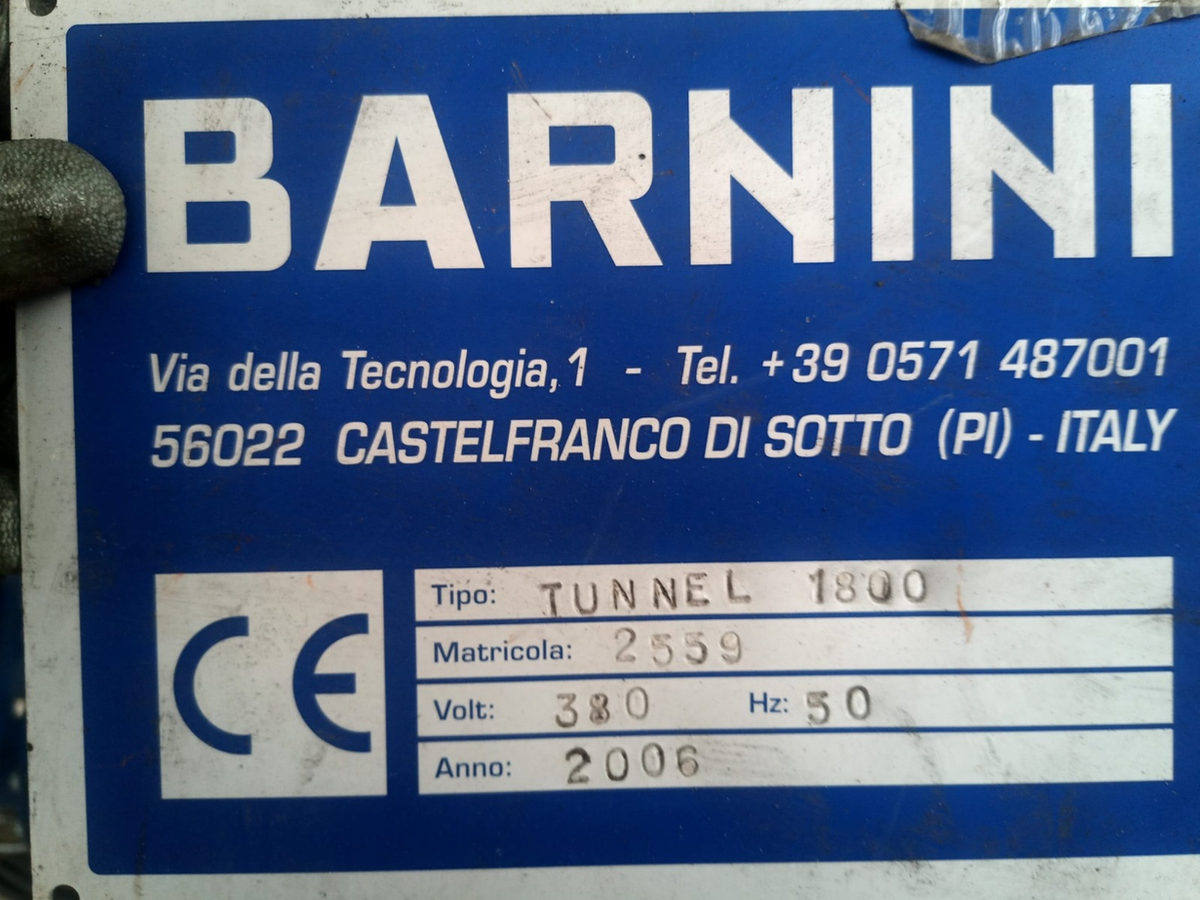 BARNINI
Via della Tecnologia,1 - Tel. +39 0571 487001
56022 CASTELFRANCO DI SOTTO (PI) - ITALY
CE
Tipo: TUNNEL 1800
Matricola: 2559
Volt: 380 Hz: 50
Anno: 2006